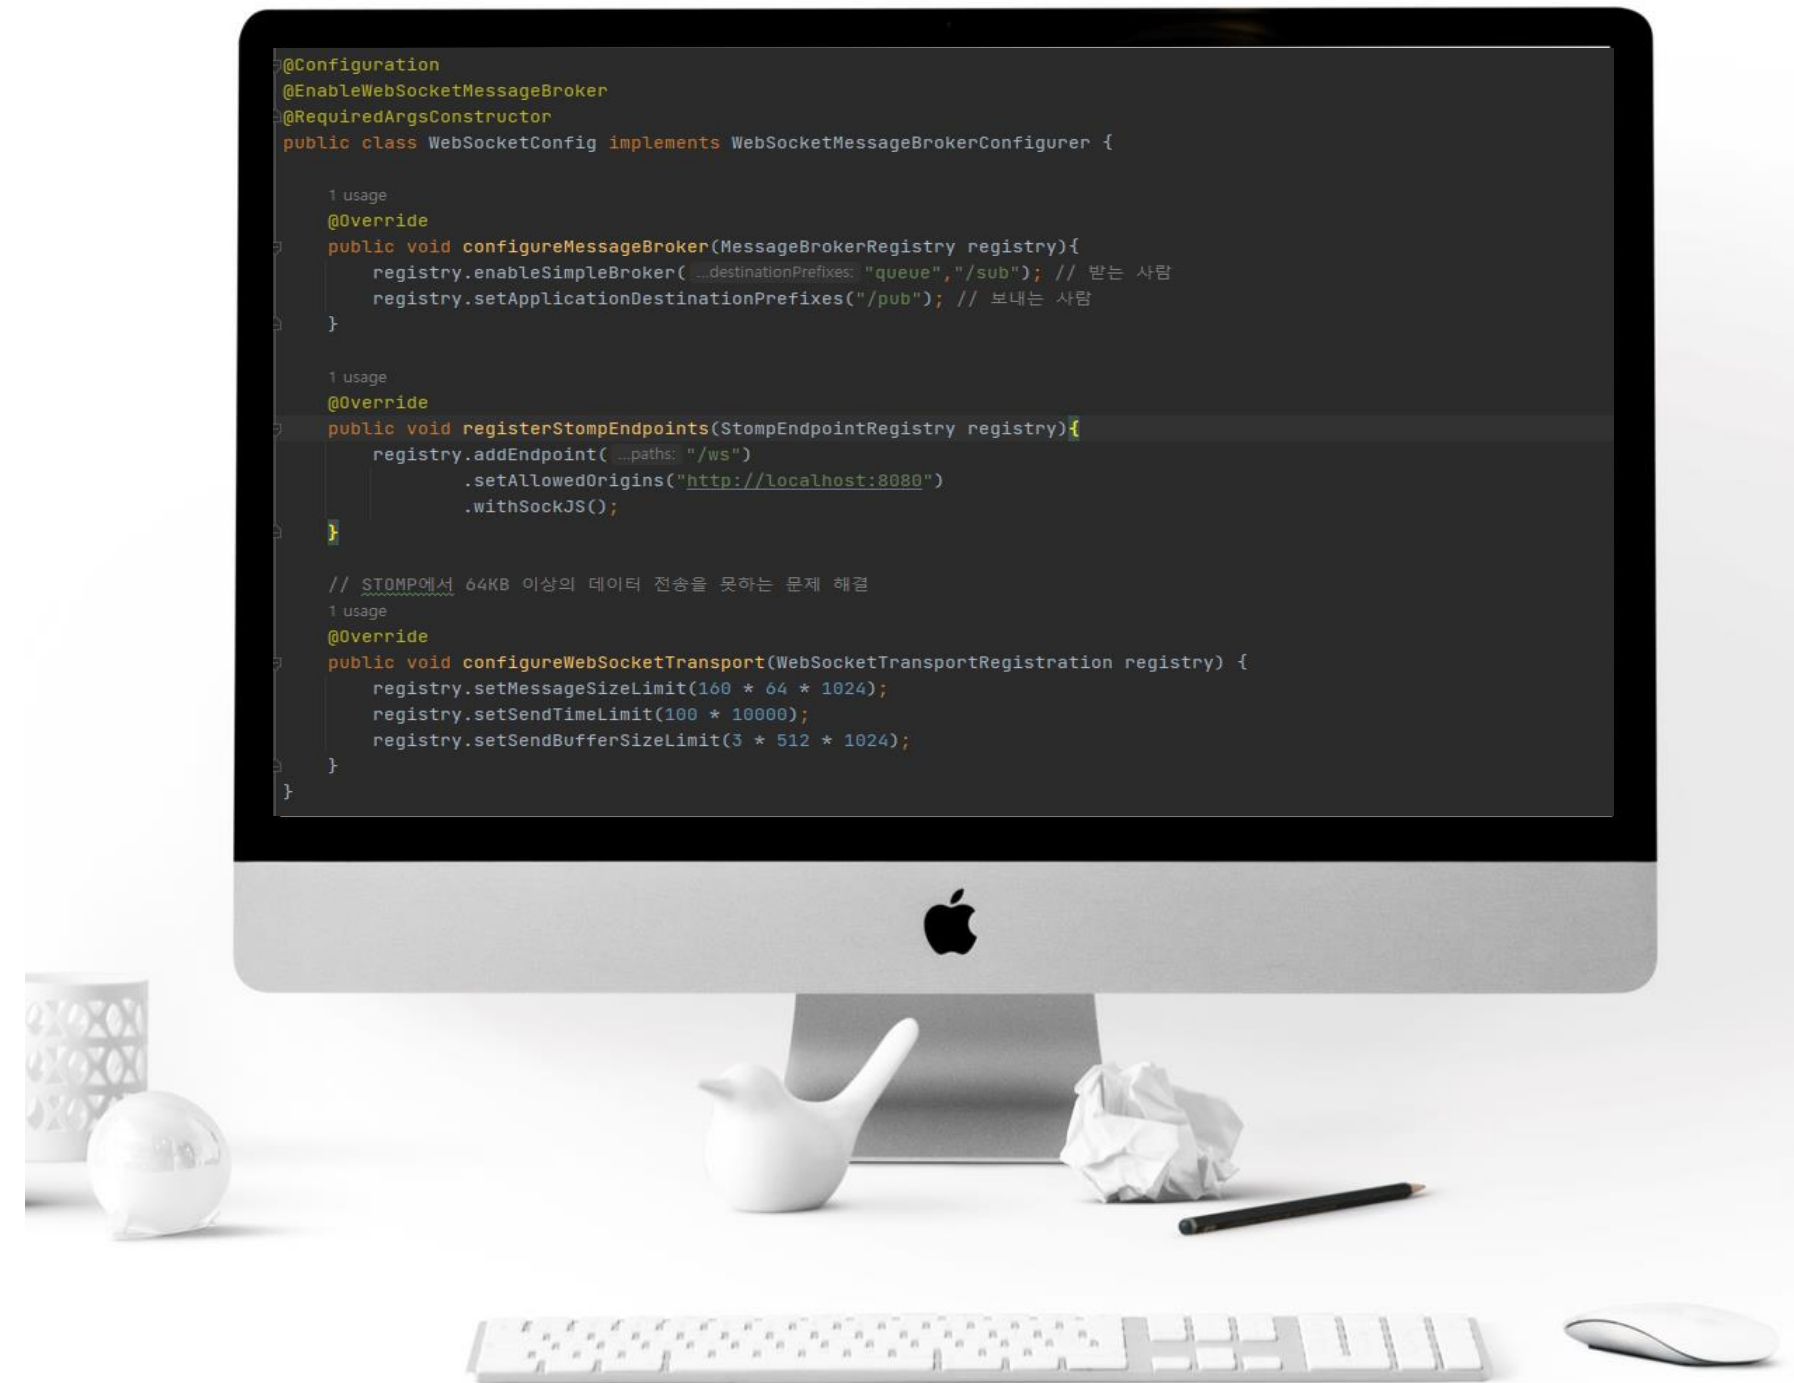 @Configuration
@EnableWebSocketMessageBroker
@RequiredArgsConstructor
public class WebSocketConfig implements WebSocketMessageBrokerConfigurer {
1 usage
@Override
public void configureMessageBroker(MessageBrokerRegistry registry){
registry.enableSimpleBroker( ...destinationPrefixes: "queue","/sub"); // 받는 사람
registry.setApplicationDestinationPrefixes("/pub"); // 보내는 사람
}
1 usage
@Override
public void registerStompEndpoints(StompEndpointRegistry registry){
registry.addEndpoint( ...paths: "/ws")
.setAllowedOrigins("http://localhost:8080")
.withSockJS();
}
// STOMP에서 64KB 이상의 데이터 전송을 못하는 문제 해결
1 usage
@Override
public void configureWebSocketTransport(WebSocketTransportRegistration registry) {
registry.setMessageSizeLimit(160 * 64 * 1024);
registry.setSendTimeLimit(100 * 10000);
registry.setSendBufferSizeLimit(3 * 512 * 1024);
}
}